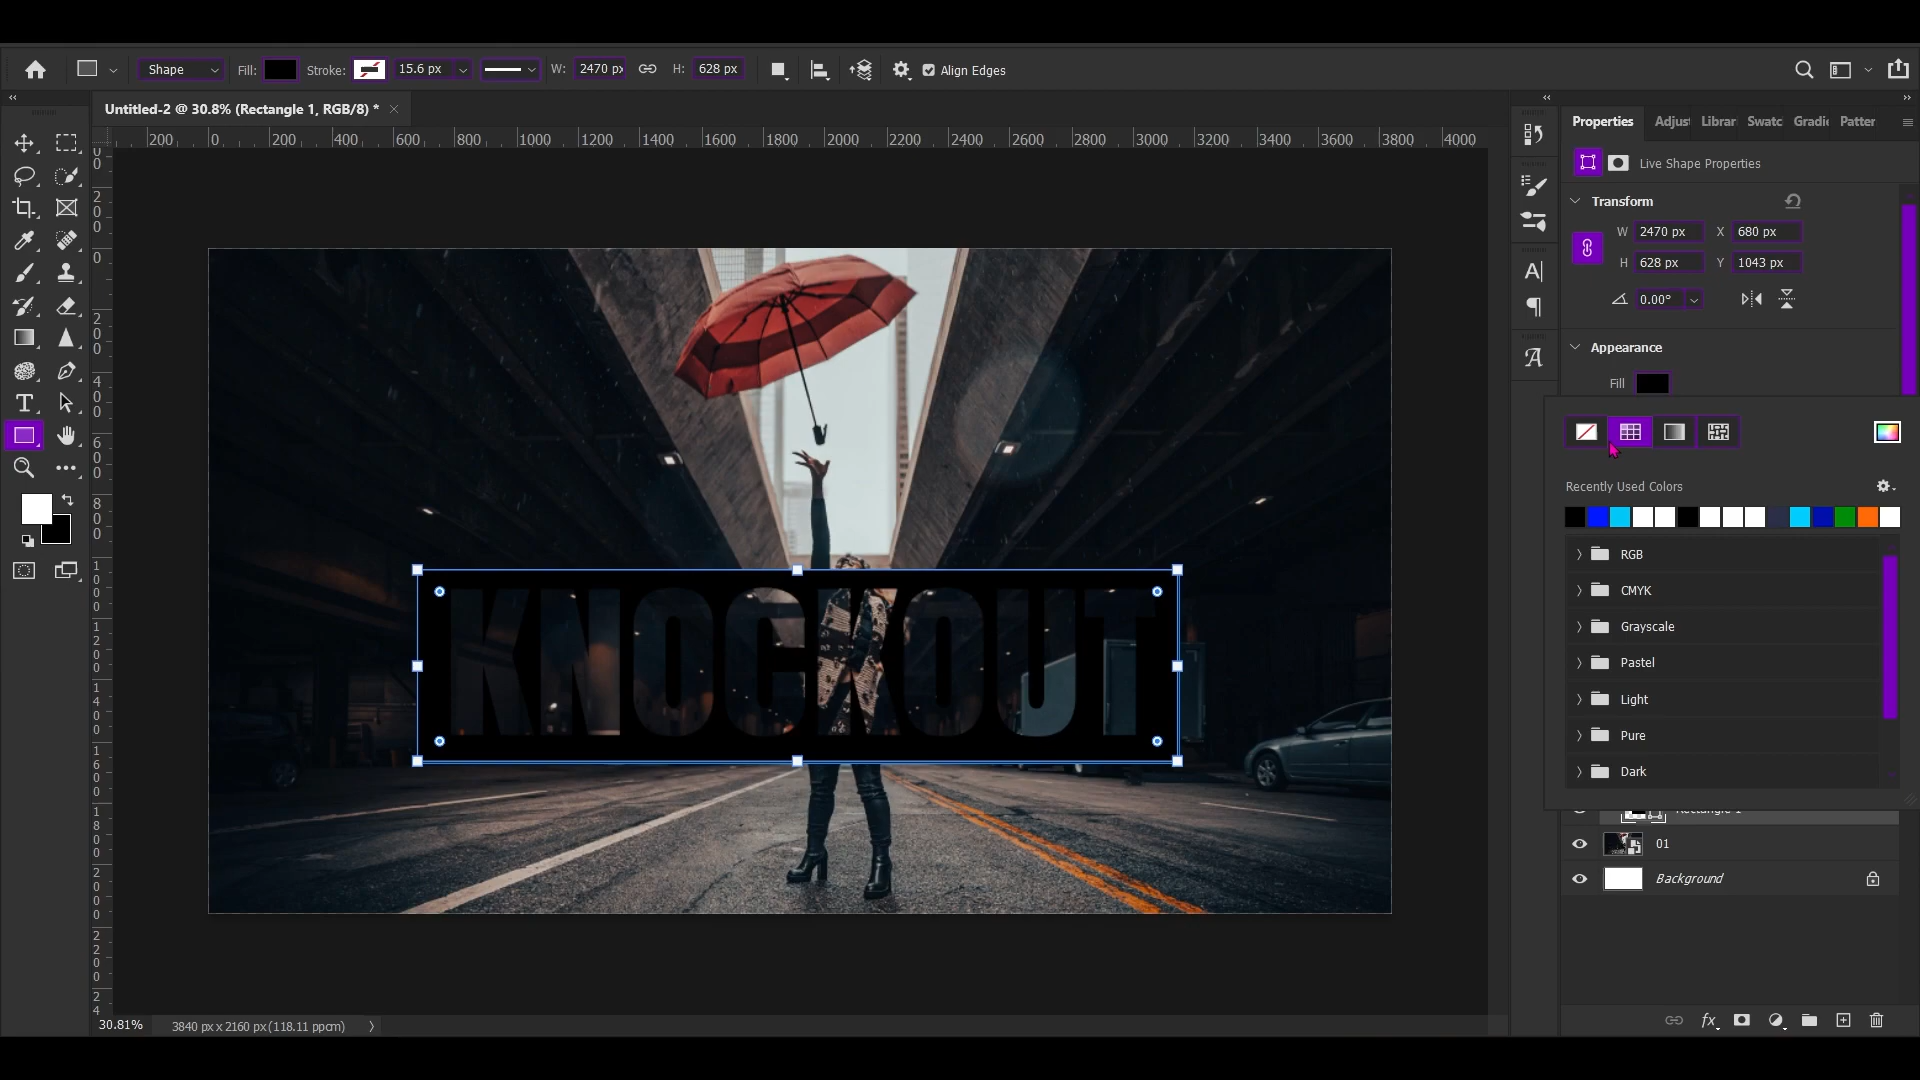 Shape
Fill:
Stroke:
15.6 px
W:
2470 px
H:
628 px
Align Edges
Untitled-2 @ 30.8% (Rectangle 1, RGB/8) *
200 0 200 400 600 800 1000 1200 1400 1600 1800 2000 2200 2400 2600 2800 3000 3200 3400 3600 3800 4000
Properties
Adjust
Librar
Swatc
Gradie
Patter
Live Shape Properties
Transform
W 2470 px X 680 px
H 628 px Y 1043 px
0.00°
Appearance
Fill
Recently Used Colors
RGB
CMYK
Grayscale
Pastel
Light
Pure
Dark
01
Background
KNOCKOUT
fx
30.81%
3840 px x 2160 px (118.11 ppcm)